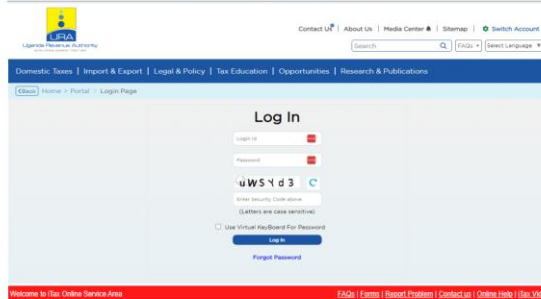 Contact Us | About Us | Media Center | Sitemap | Switch Account
URA
Uganda Revenue Authority
Search
FAQs
Select Language
Domestic Taxes | Import & Export | Legal & Policy | Tax Education | Opportunities | Research & Publications
Back Home > Portal > Login Page
Log In
Login Id
Password
uWS4d3
Enter Security Code above
(Letters are case sensitive)
Use Virtual KeyBoard For Password
Log In
Forgot Password
Welcome to iTax Online Service Area
FAQs | Forms | Report Problem | Contact us | Online Help | iTax